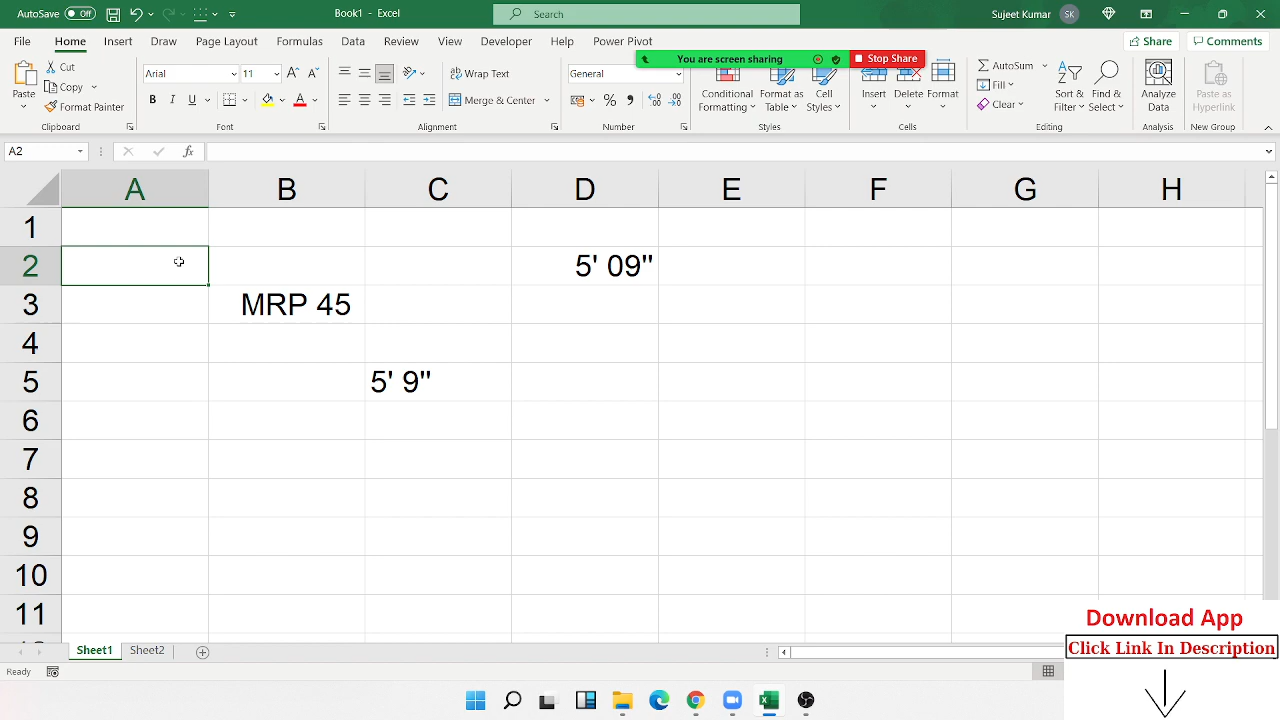 AutoSave Off Book1 - Excel Search Sujeet Kumar SK
File Home Insert Draw Page Layout Formulas Data Review View Developer Help Power Pivot Share Comments
You are screen sharing Stop Share
Paste Cut Copy Format Painter Clipboard
Arial 11 B I U A Font
Wrap Text Merge & Center Alignment
General % Number
Conditional Formatting Format as Table Cell Styles Styles
Insert Delete Format Cells
AutoSum Fill Clear Sort & Filter Find & Select Editing
Analyze Data Analysis
Paste as Hyperlink New Group
A2 fx
A B C D E F G H
1
2 5' 09"
3 MRP 45
4
5 5' 9"
6
7
8
9
10
11
Download App
Click Link In Description
Sheet1 Sheet2
Ready